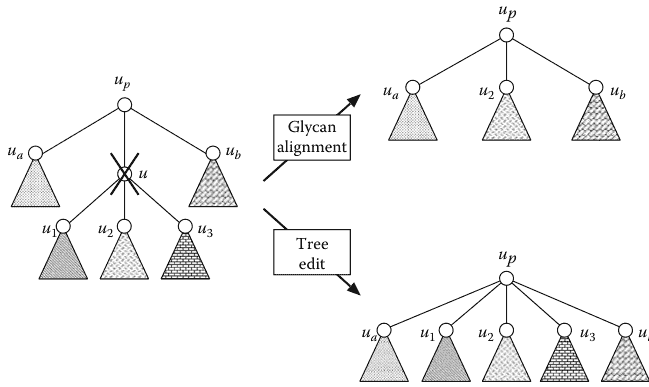 u_p
u_a
u
u_b
u_1
u_2
u_3
Glycan
alignment
Tree
edit
u_p
u_a
u_2
u_b
u_p
u_a
u_1
u_2
u_3